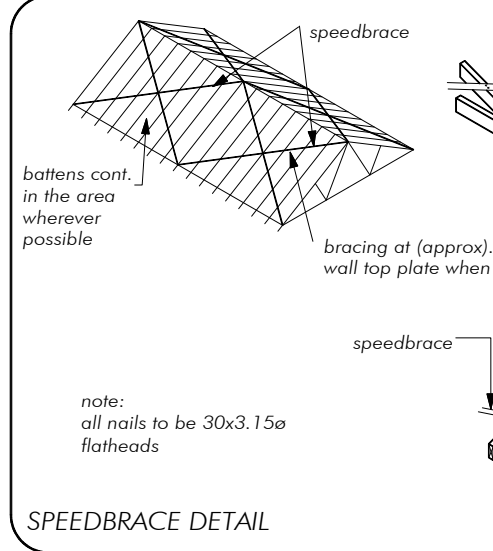 speedbrace
battens cont.
in the area
wherever
possible
bracing at (approx).
wall top plate when
speedbrace
note:
all nails to be 30x3.15ø
flatheads
SPEEDBRACE DETAIL